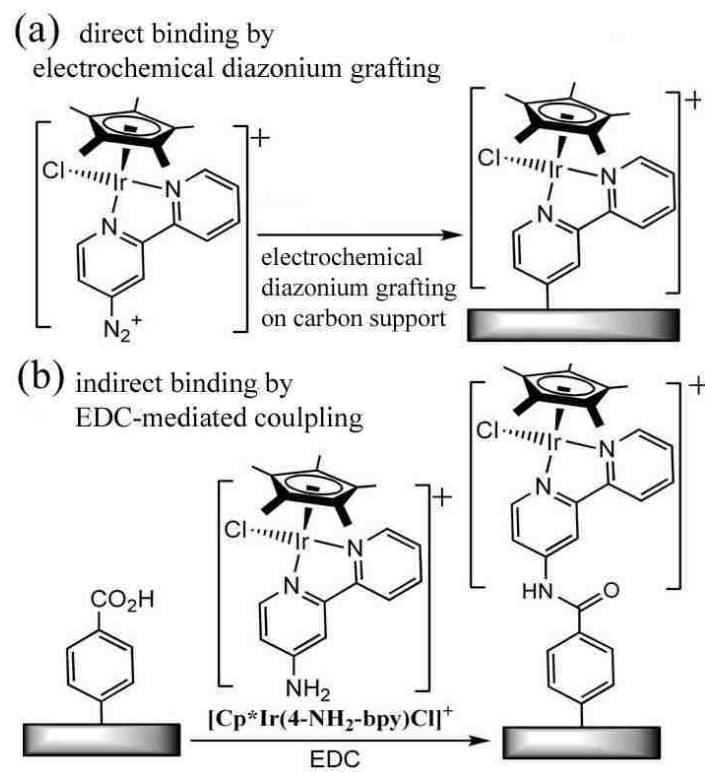 (a) direct binding by
electrochemical diazonium grafting
+
+
Cl
Ir
N
N
N₂⁺
electrochemical
diazonium grafting
on carbon support
Cl
Ir
N
N
(b) indirect binding by
EDC-mediated coulpling
CO₂H
+
Cl
Ir
N
N
NH₂
[Cp*Ir(4-NH₂-bpy)Cl]⁺
EDC
+
Cl
Ir
N
N
HN
O